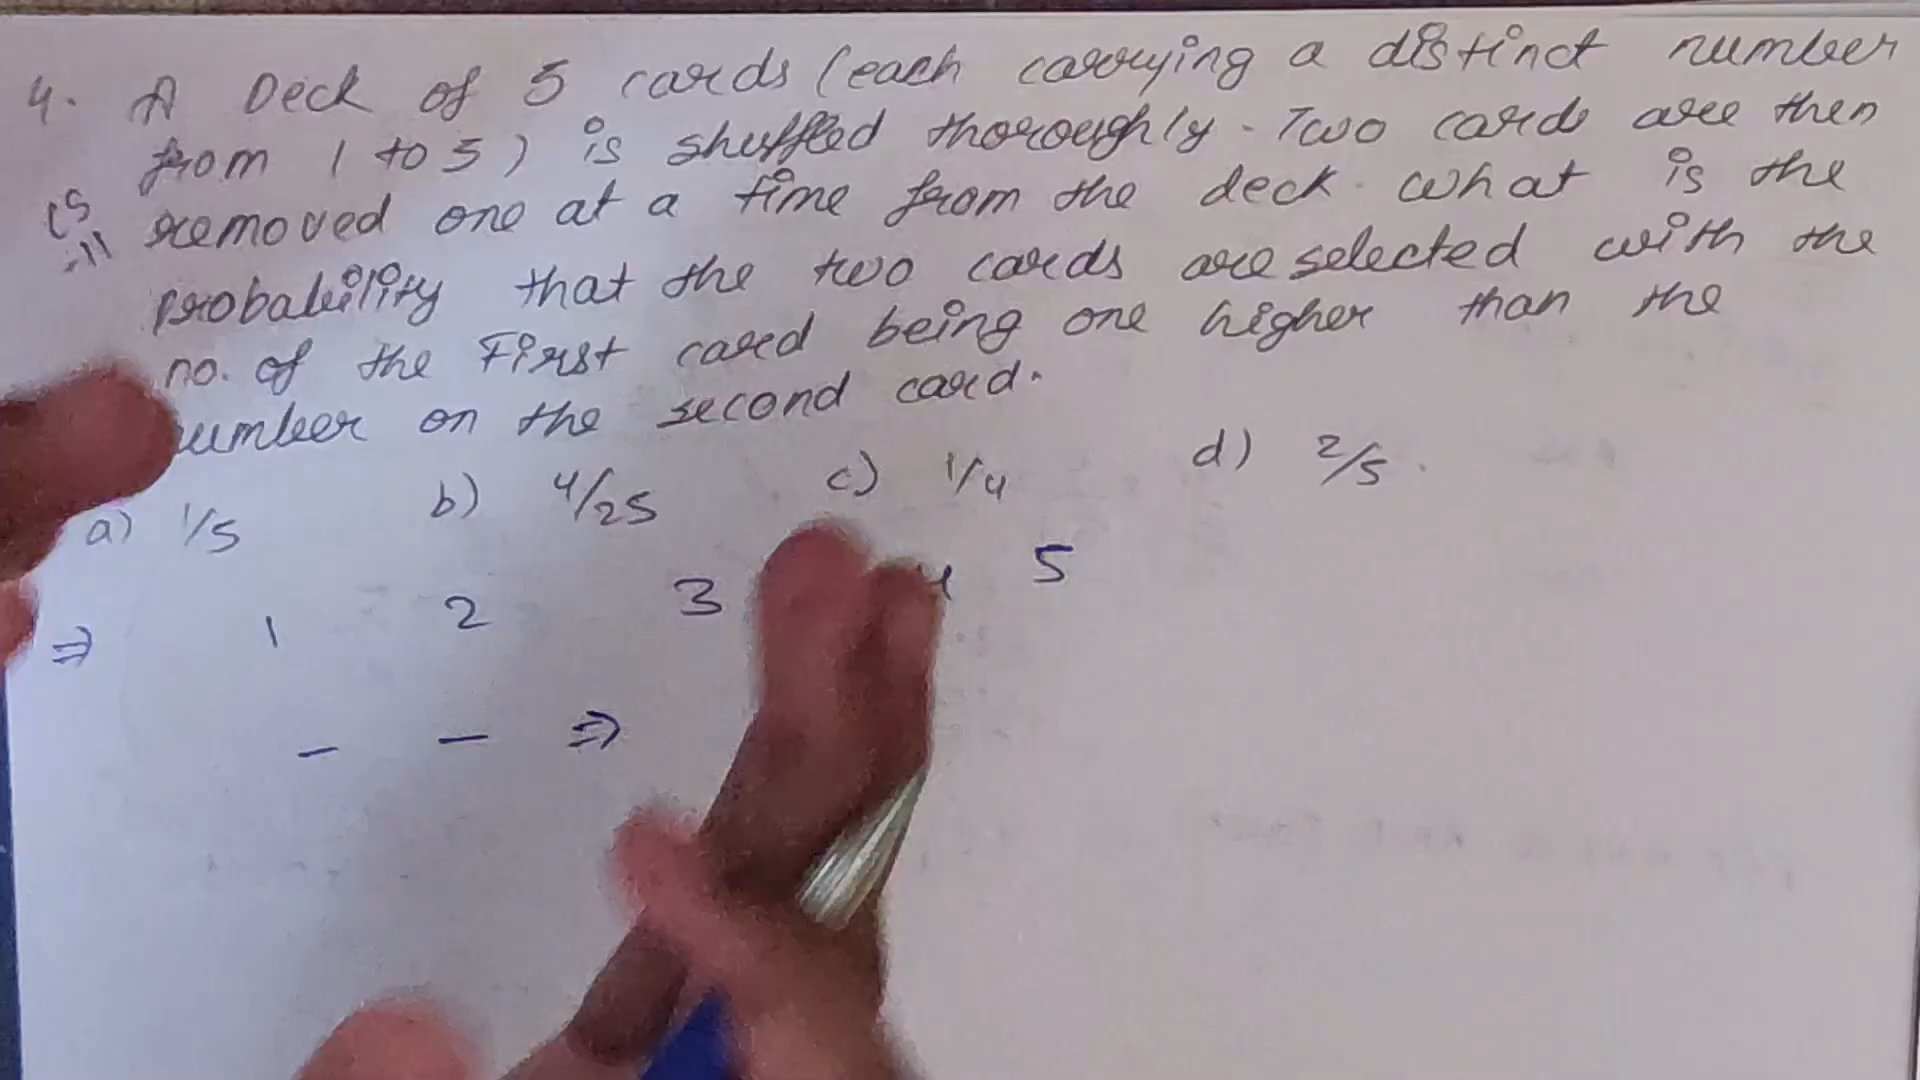 4. A Deck of 5 cards (each carrying a distinct number
from 1 to 5) is shuffled thoroughly. Two cards are then
removed one at a time from the deck. what is the
probability that the two cards are selected with the
no. of the First card being one higher than the
number on the second card.
a) 1/5 b) 4/25 c) 1/4 d) 2/5.
⇒ 1 2 3 4 5
_ _ ⇒